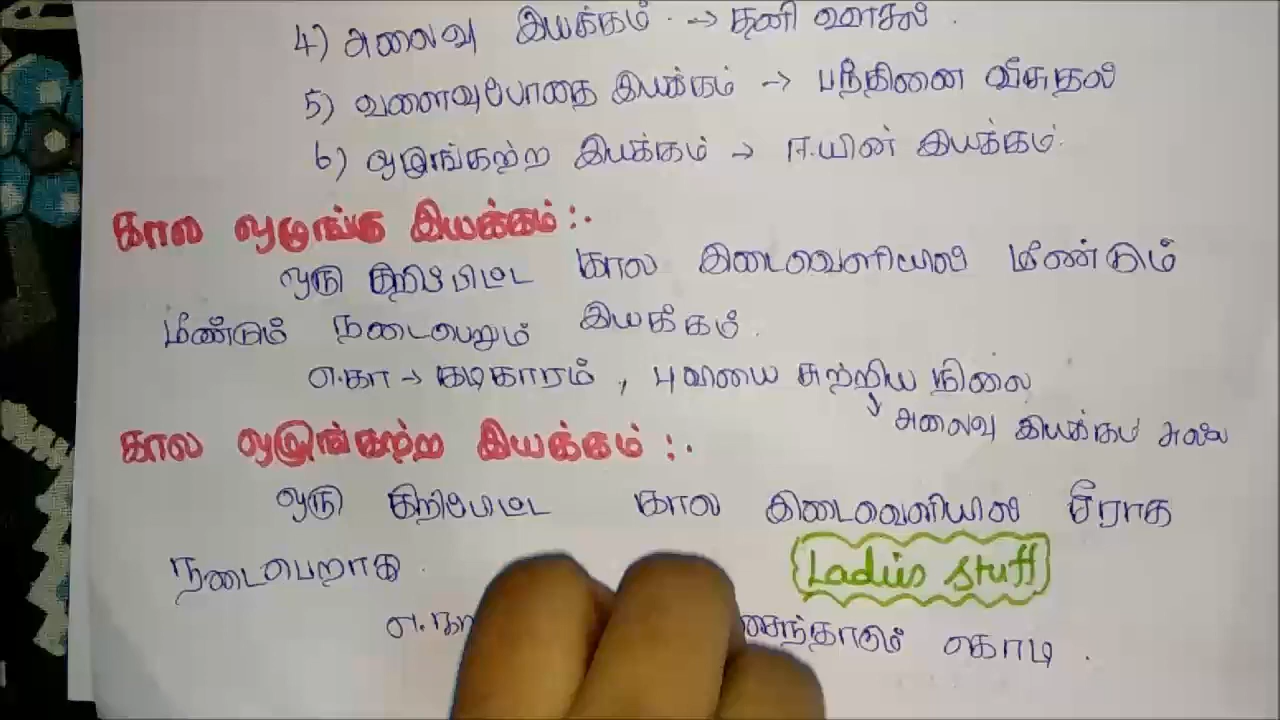 4) அலைவு இயக்கம் → தனி ஊசல்.
5) வளைவுபோதை இயக்கம் → பந்தினை வீசுதல்
6) ஒழுங்கற்ற இயக்கம் → ஈ.யின் இயக்கம்.
கால ஒழுங்கு இயக்கம் :.
ஒரு குறிப்பிட்ட கால இடைவெளியில் மீண்டும்
மீண்டும் நடைபெறும் இயக்கம்.
எ.கா → கடிகாரம் , புவியை சுற்றிய நிலை
↓ அலைவு இயக்கம் அல்ல
கால ஒழுங்கற்ற இயக்கம் :.
ஒரு குறிப்பிட்ட கால இடைவெளியில் சீராக
நடைபெறாது.
Ladies Stuff
எ.கா அசைந்தாடும் கொடி .